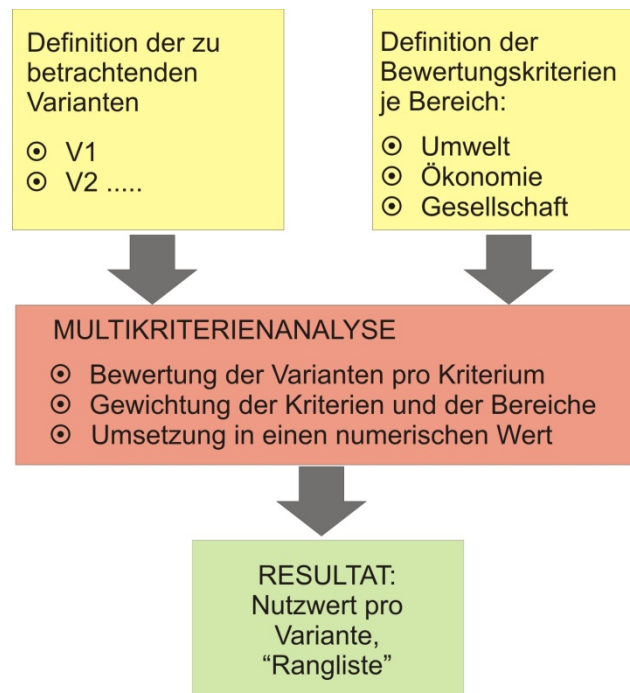 Definition der zu
betrachtenden
Varianten
V1
V2 .....
Definition der
Bewertungskriterien
je Bereich:
Umwelt
Ökonomie
Gesellschaft
MULTIKRITERIENANALYSE
Bewertung der Varianten pro Kriterium
Gewichtung der Kriterien und der Bereiche
Umsetzung in einen numerischen Wert
RESULTAT:
Nutzwert pro
Variante,
“Rangliste”